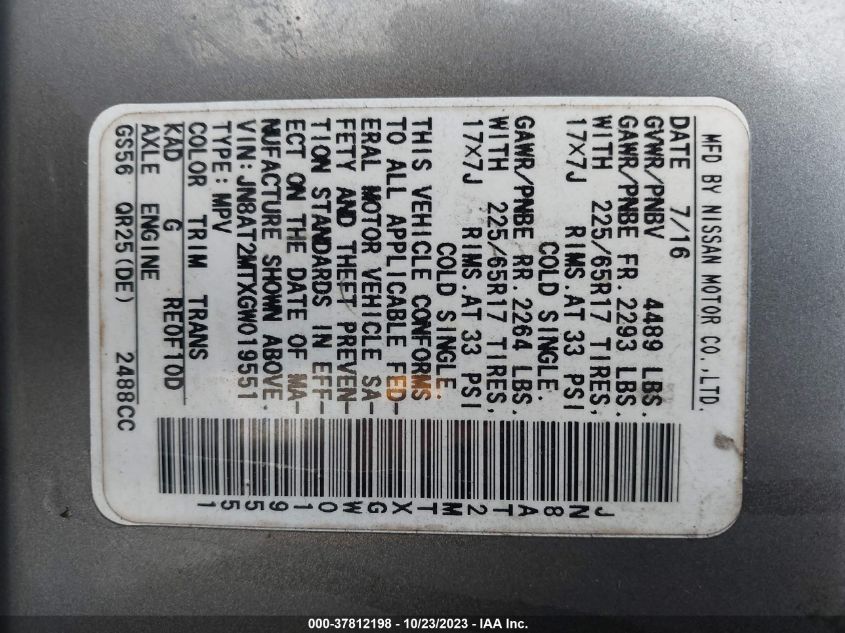 MFD BY NISSAN MOTOR CO.,LTD.
DATE 7/16
GVWR/PNBV 4489 LBS.
GAWR/PNBE FR. 2293 LBS.
WITH 225/65R17 TIRES,
17X7J RIMS.AT 33 PSI
COLD SINGLE.
GAWR/PNBE RR. 2264 LBS.
WITH 225/65R17 TIRES,
17X7J RIMS.AT 33 PSI
COLD SINGLE.
THIS VEHICLE CONFORMS
TO ALL APPLICABLE FED-
ERAL MOTOR VEHICLE SA-
FETY AND THEFT PREVEN-
TION STANDARDS IN EFF-
ECT ON THE DATE OF MA-
NUFACTURE SHOWN ABOVE.
VIN:JN8AT2MTXGW019551
TYPE:MPV
COLOR TRIM TRANS
KAD G RE0F10D
AXLE ENGINE
GS56 QR25(DE) 2488CC
JN8AT2MTXGW019551
000-37812198 - 10/23/2023 - IAA Inc.